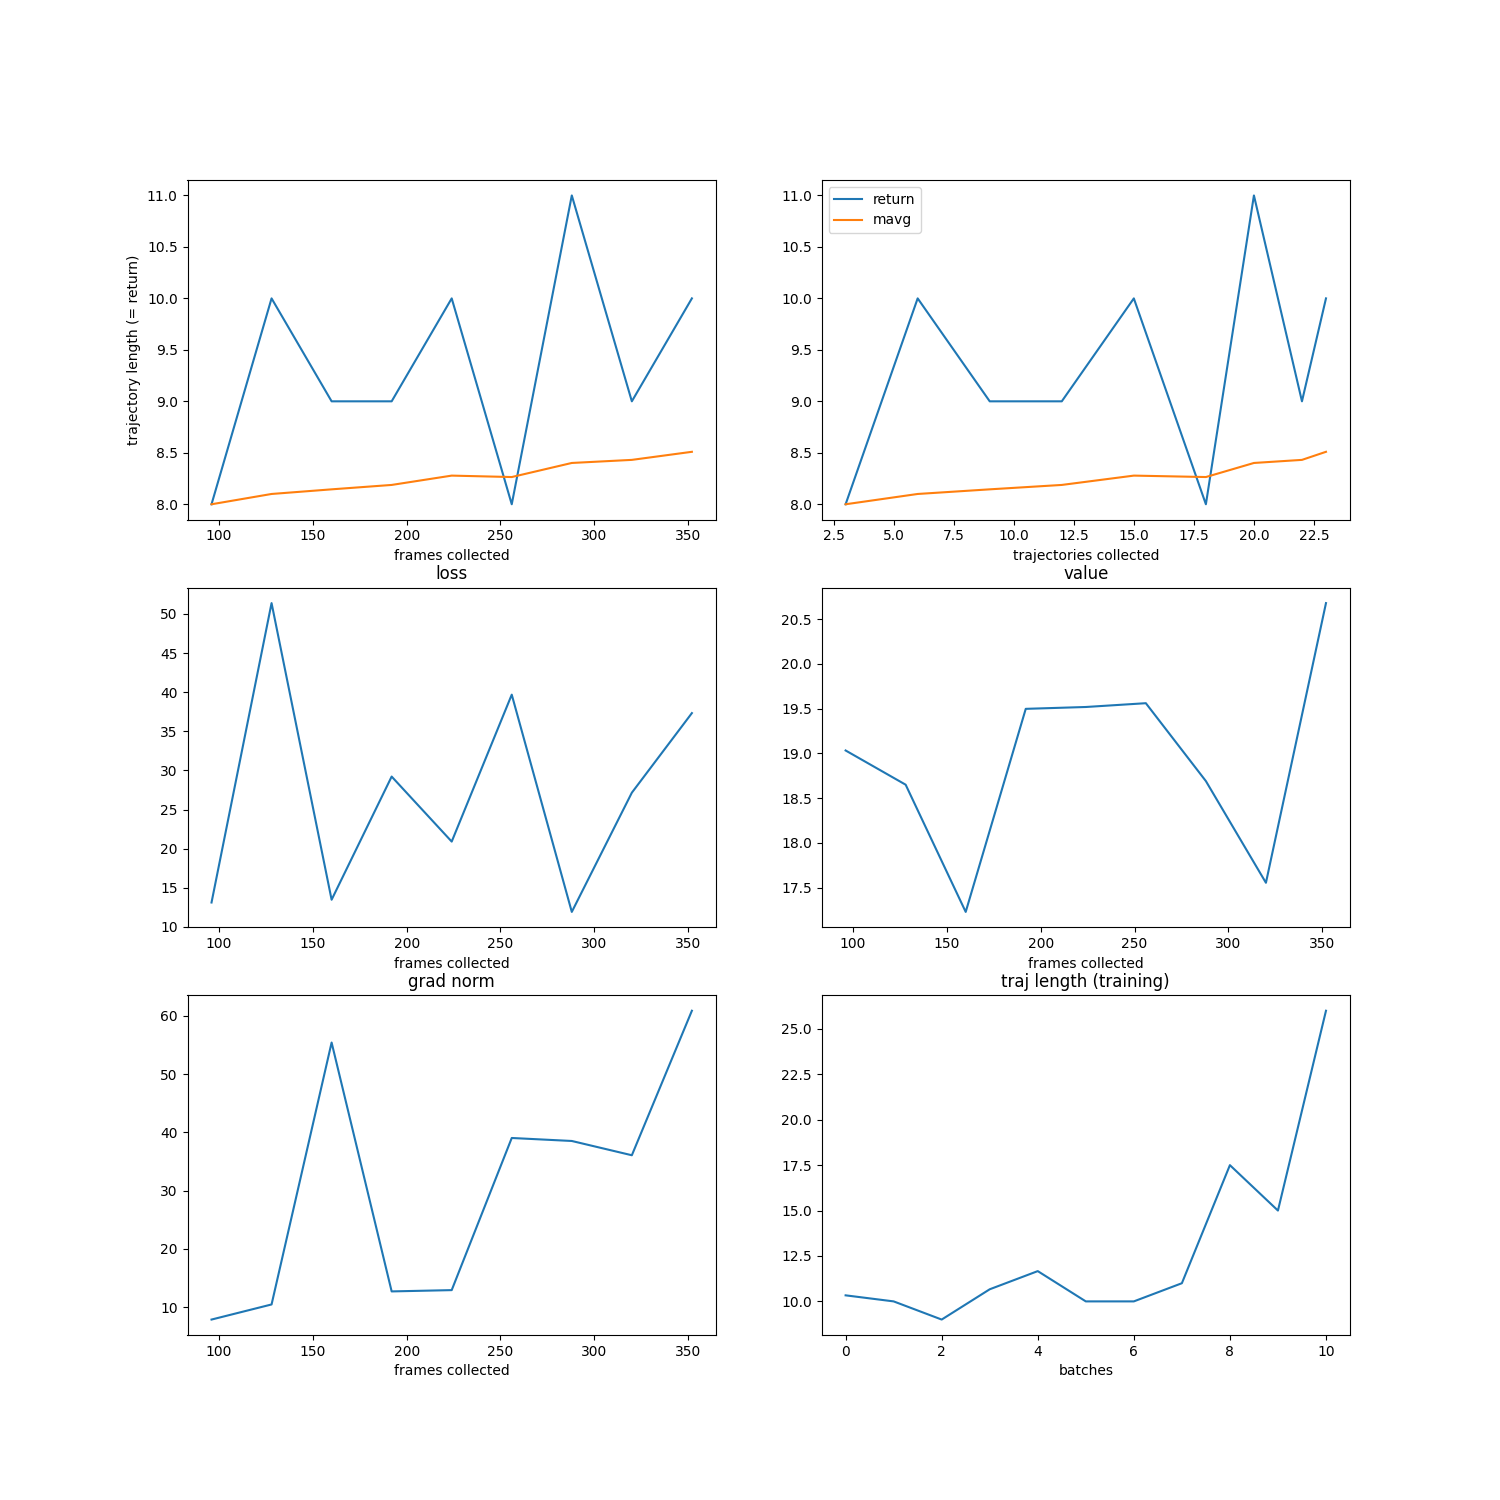 11.0
10.5
10.0
9.5
9.0
8.5
8.0
trajectory length (= return)
100 150 200 250 300 350
frames collected
return
mavg
11.0
10.5
10.0
9.5
9.0
8.5
8.0
2.5 5.0 7.5 10.0 12.5 15.0 17.5 20.0 22.5
trajectories collected
loss
50
45
40
35
30
25
20
15
10
100 150 200 250 300 350
frames collected
value
20.5
20.0
19.5
19.0
18.5
18.0
17.5
100 150 200 250 300 350
frames collected
grad norm
60
50
40
30
20
10
100 150 200 250 300 350
frames collected
traj length (training)
25.0
22.5
20.0
17.5
15.0
12.5
10.0
0 2 4 6 8 10
batches